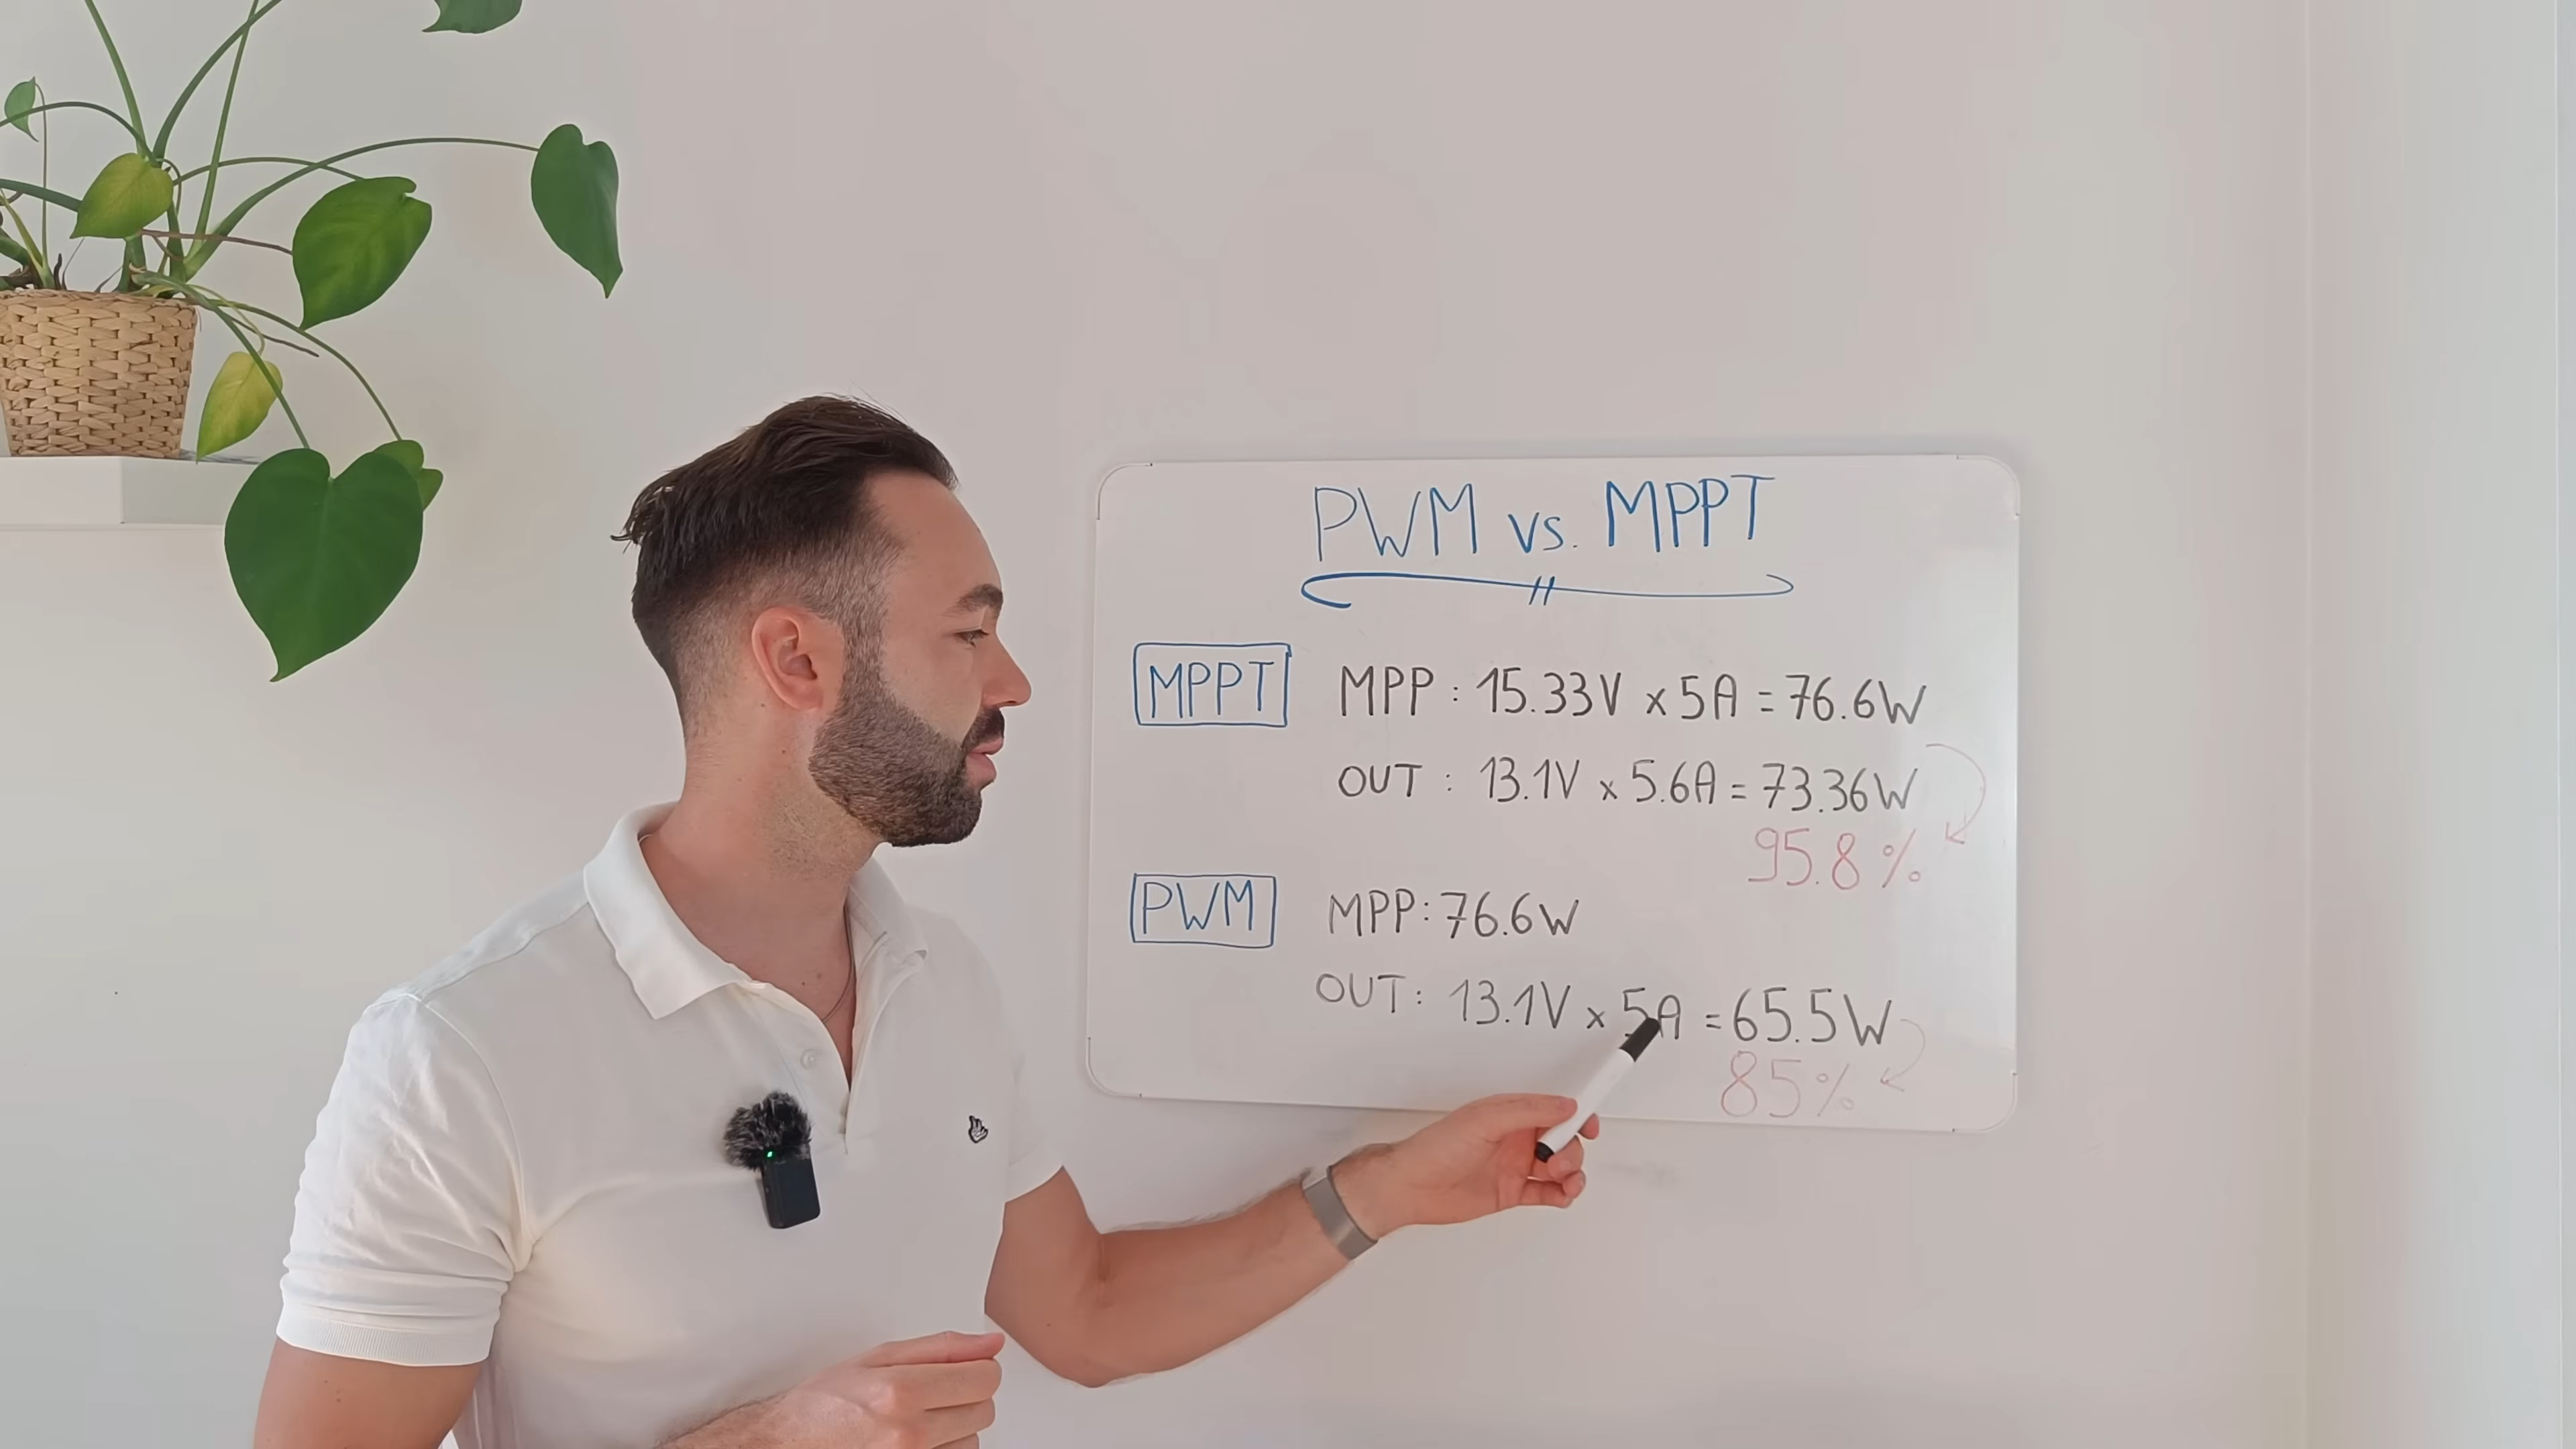 PWM vs. MPPT
MPPT
MPP : 15.33V x 5A = 76.6W
OUT : 13.1V x 5.6A = 73.36W
95.8%
PWM
MPP: 76.6W
OUT: 13.1V x 5A = 65.5W
85%